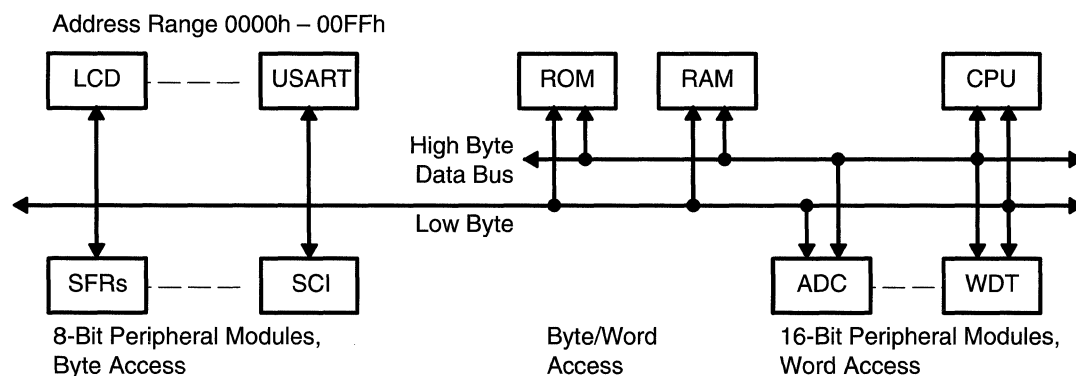 Address Range 0000h – 00FFh
LCD
USART
ROM
RAM
CPU
High Byte
Data Bus
Low Byte
SFRs
SCI
ADC
WDT
8-Bit Peripheral Modules,
Byte Access
Byte/Word
Access
16-Bit Peripheral Modules,
Word Access